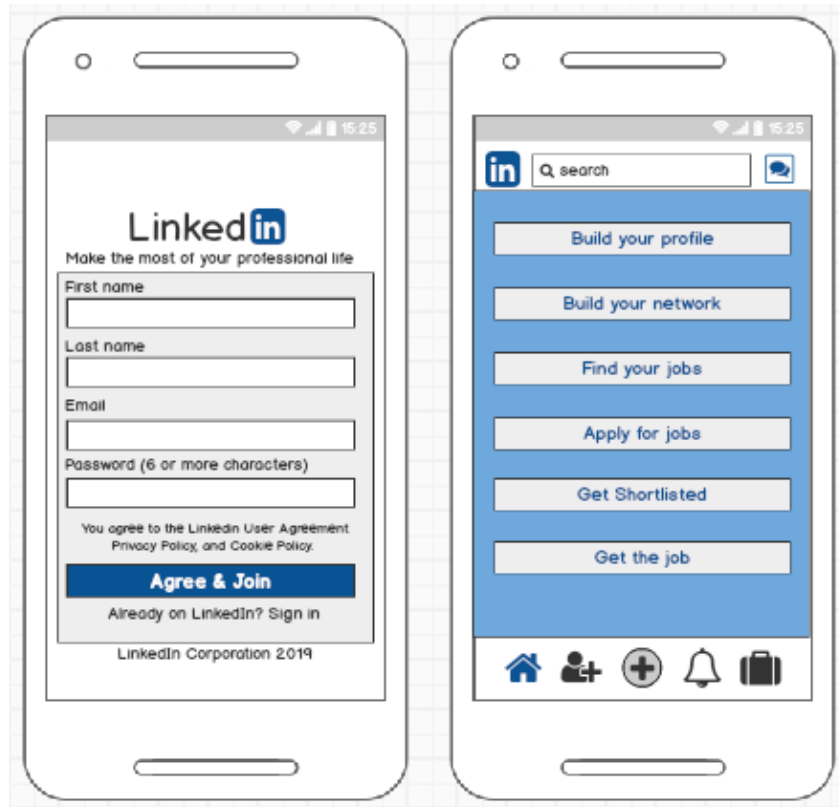 15:25
Linkedin
Make the most of your professional life
First name
Last name
Email
Password (6 or more characters)
You agree to the Linkedin User Agreement
Privacy Policy, and Cookie Policy.
Agree & Join
Already on LinkedIn? Sign in
LinkedIn Corporation 2019
15:25
in
search
Build your profile
Build your network
Find your jobs
Apply for jobs
Get Shortlisted
Get the job